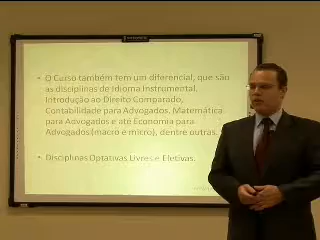 • O Curso também tem um diferencial, que são
as disciplinas de Idioma Instrumental,
Introdução ao Direito Comparado,
Contabilidade para Advogados, Matemática
para Advogados e até Economia para
Advogados (macro e micro), dentre outras.
• Disciplinas Optativas Livres e Eletivas.